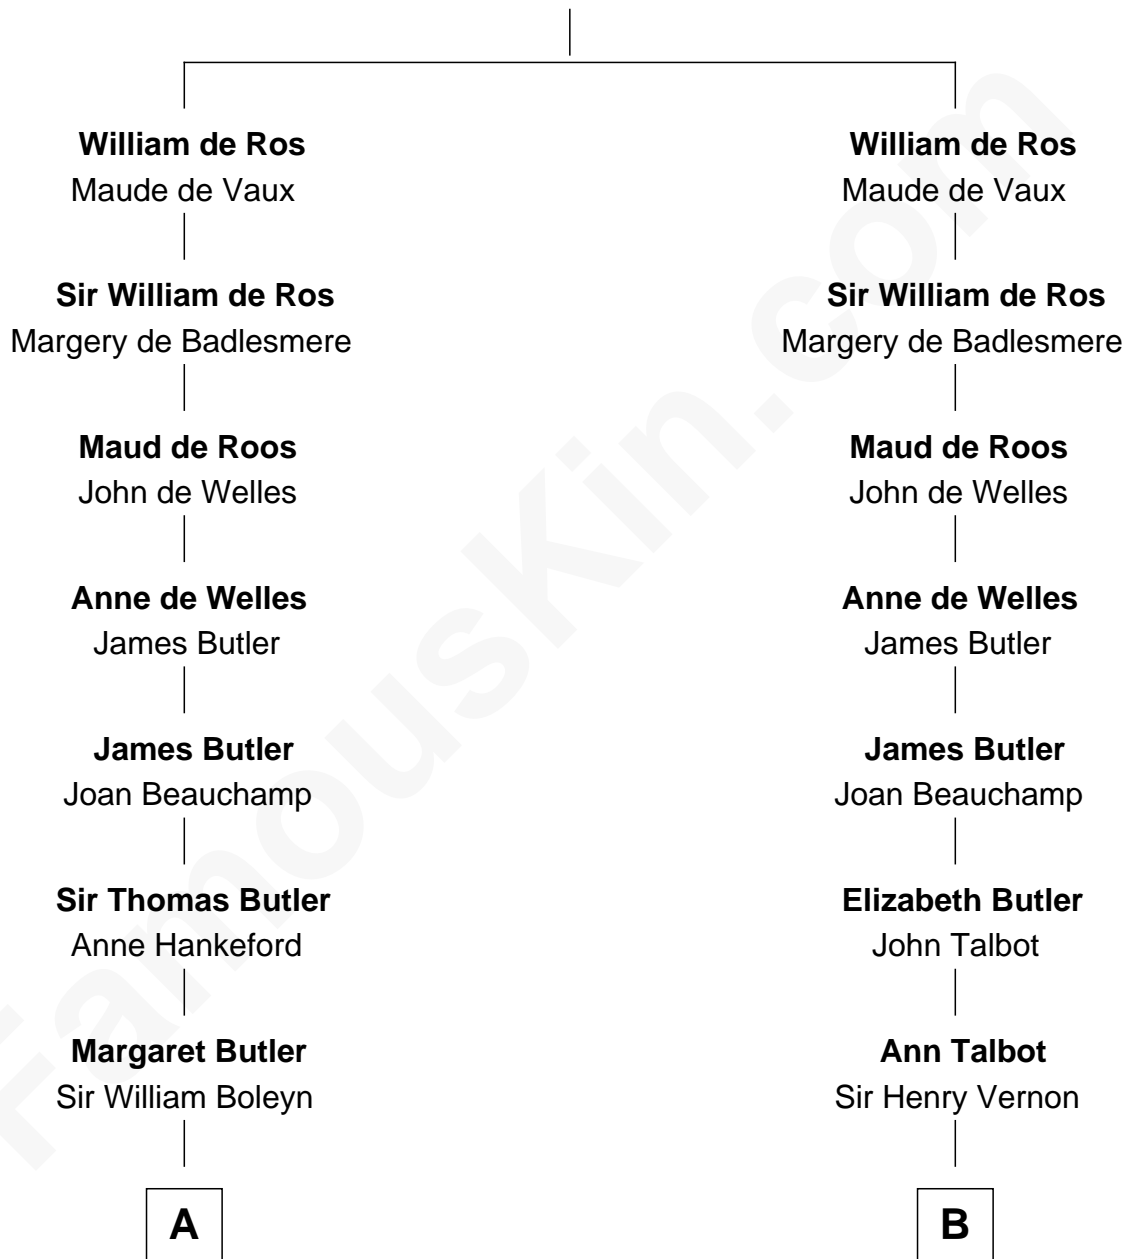 William de Ros
Maude de Vaux
Sir William de Ros
Margery de Badlesmere
Maud de Roos
John de Welles
Anne de Welles
James Butler
James Butler
Joan Beauchamp
Sir Thomas Butler
Anne Hankeford
Margaret Butler
Sir William Boleyn
A
William de Ros
Maude de Vaux
Sir William de Ros
Margery de Badlesmere
Maud de Roos
John de Welles
Anne de Welles
James Butler
James Butler
Joan Beauchamp
Elizabeth Butler
John Talbot
Ann Talbot
Sir Henry Vernon
B
FamousKin.com